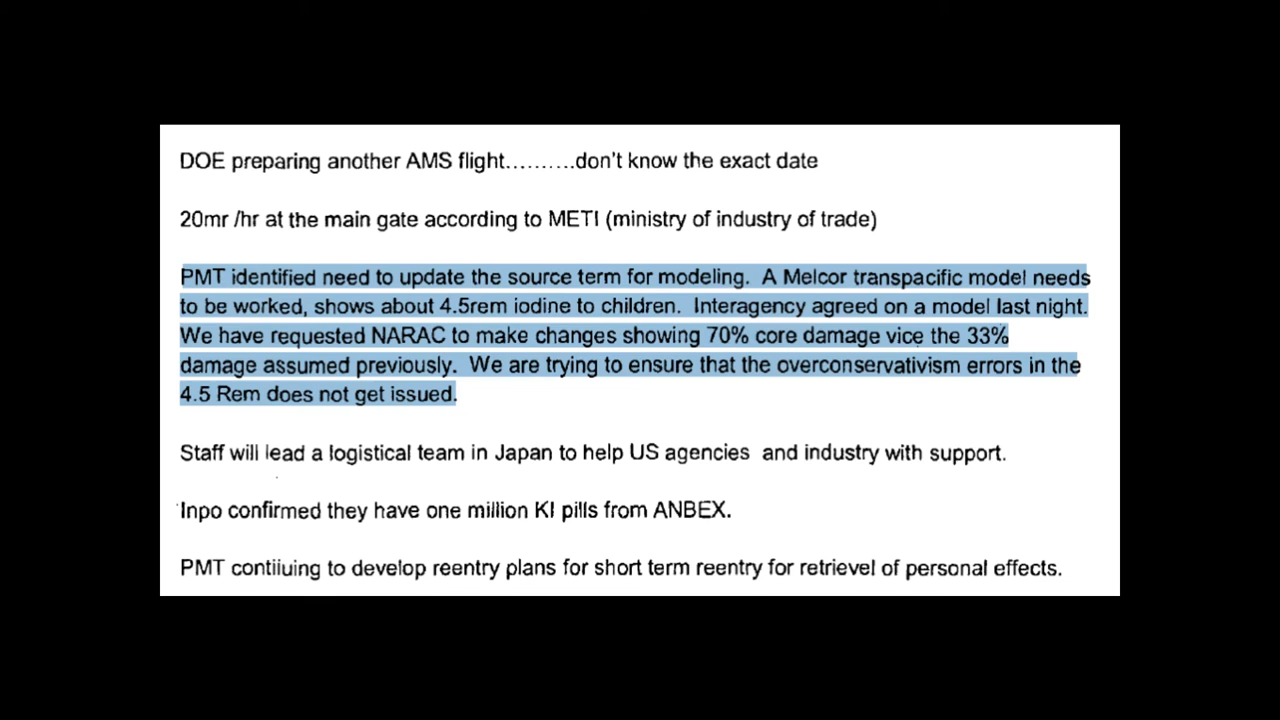 DOE preparing another AMS flight..........don't know the exact date
20mr /hr at the main gate according to METI (ministry of industry of trade)
PMT identified need to update the source term for modeling.  A Melcor transpacific model needs
to be worked, shows about 4.5rem iodine to children.  Interagency agreed on a model last night.
We have requested NARAC to make changes showing 70% core damage vice the 33%
damage assumed previously.  We are trying to ensure that the overconservativism errors in the
4.5 Rem does not get issued.
Staff will lead a logistical team in Japan to help US agencies  and industry with support.
Inpo confirmed they have one million KI pills from ANBEX.
PMT contiiuing to develop reentry plans for short term reentry for retrievel of personal effects.